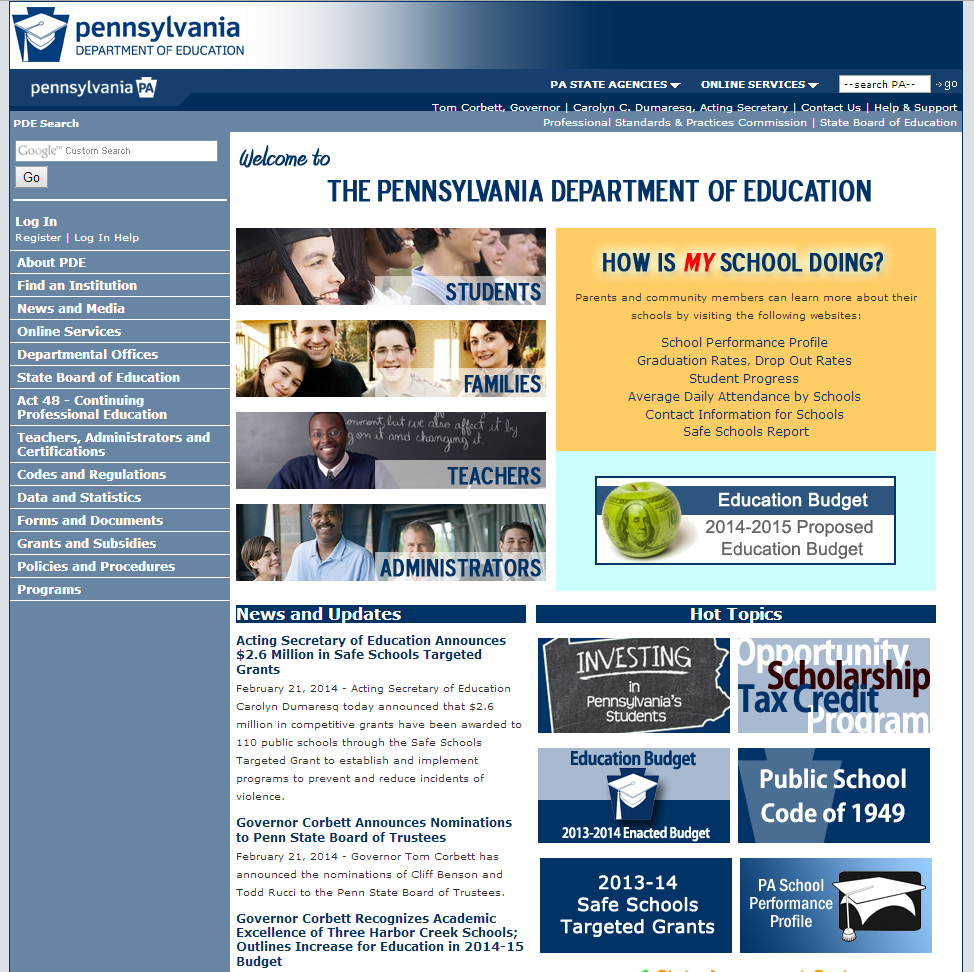 pennsylvania
DEPARTMENT OF EDUCATION
pennsylvania PA
PA STATE AGENCIES
ONLINE SERVICES
--search PA--
go
Tom Corbett, Governor | Carolyn C. Dumaresq, Acting Secretary | Contact Us | Help & Support
PDE Search
Professional Standards & Practices Commission | State Board of Education
Google™ Custom Search
Go
Log In
Register | Log In Help
About PDE
Find an Institution
News and Media
Online Services
Departmental Offices
State Board of Education
Act 48 - Continuing
Professional Education
Teachers, Administrators and
Certifications
Codes and Regulations
Data and Statistics
Forms and Documents
Grants and Subsidies
Policies and Procedures
Programs
Welcome to
THE PENNSYLVANIA DEPARTMENT OF EDUCATION
STUDENTS
FAMILIES
comment, but we also affect it by
on it and changing it.
TEACHERS
ADMINISTRATORS
HOW IS MY SCHOOL DOING?
Parents and community members can learn more about their
schools by visiting the following websites:
School Performance Profile
Graduation Rates, Drop Out Rates
Student Progress
Average Daily Attendance by Schools
Contact Information for Schools
Safe Schools Report
Education Budget
2014-2015 Proposed
Education Budget
News and Updates
Acting Secretary of Education Announces
$2.6 Million in Safe Schools Targeted
Grants
February 21, 2014 - Acting Secretary of Education
Carolyn Dumaresq today announced that $2.6
million in competitive grants have been awarded to
110 public schools through the Safe Schools
Targeted Grant to establish and implement
programs to prevent and reduce incidents of
violence.
Governor Corbett Announces Nominations
to Penn State Board of Trustees
February 21, 2014 - Governor Tom Corbett has
announced the nominations of Cliff Benson and
Todd Rucci to the Penn State Board of Trustees.
Governor Corbett Recognizes Academic
Excellence of Three Harbor Creek Schools;
Outlines Increase for Education in 2014-15
Budget
Hot Topics
INVESTING
in
Pennsylvania's
Students
Opportunity
Scholarship
Tax Credit
Program
Education Budget
2013-2014 Enacted Budget
Public School
Code of 1949
2013-14
Safe Schools
Targeted Grants
PA School
Performance
Profile